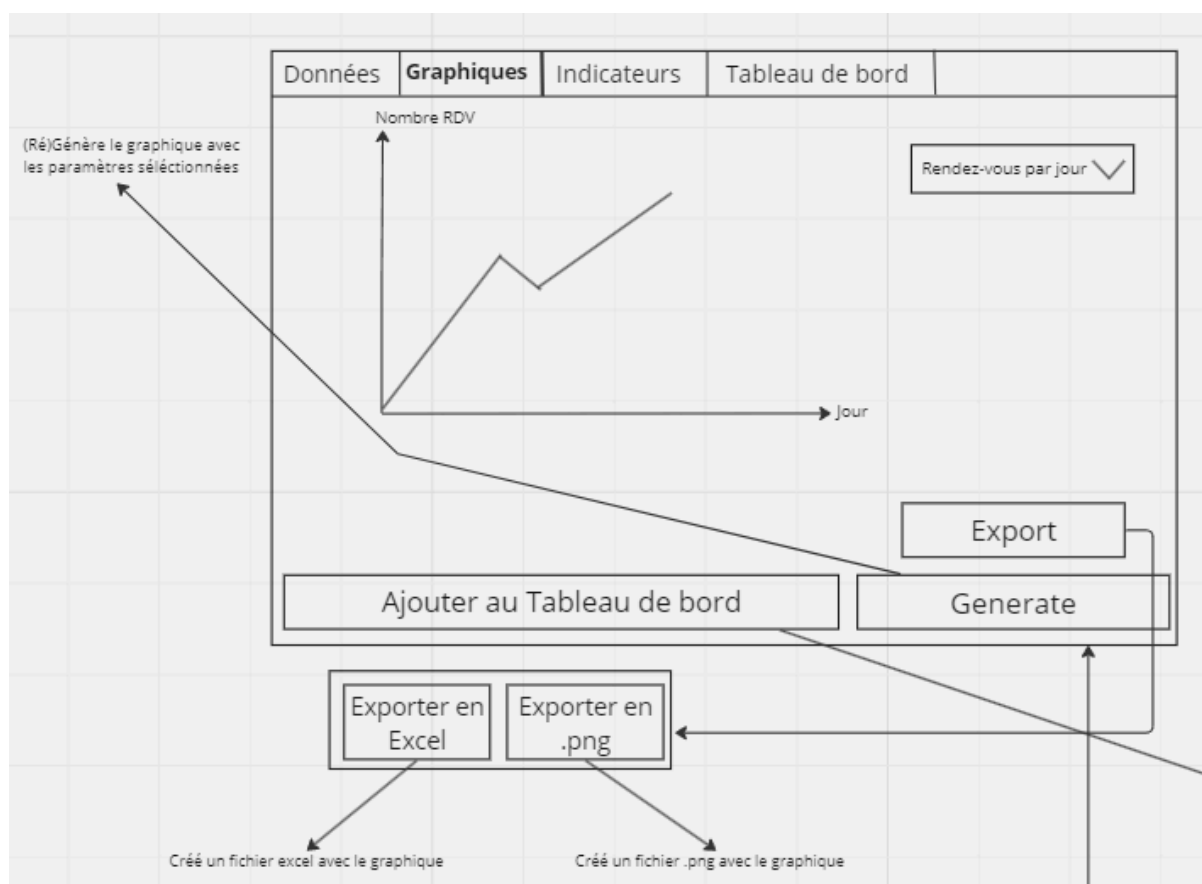 Données Graphiques Indicateurs Tableau de bord
Nombre RDV
(Ré)Génère le graphique avec
les paramètres séléctionnées
Rendez-vous par jour
Jour
Export
Ajouter au Tableau de bord
Generate
Exporter en
Excel
Exporter en
.png
Créé un fichier excel avec le graphique
Créé un fichier .png avec le graphique